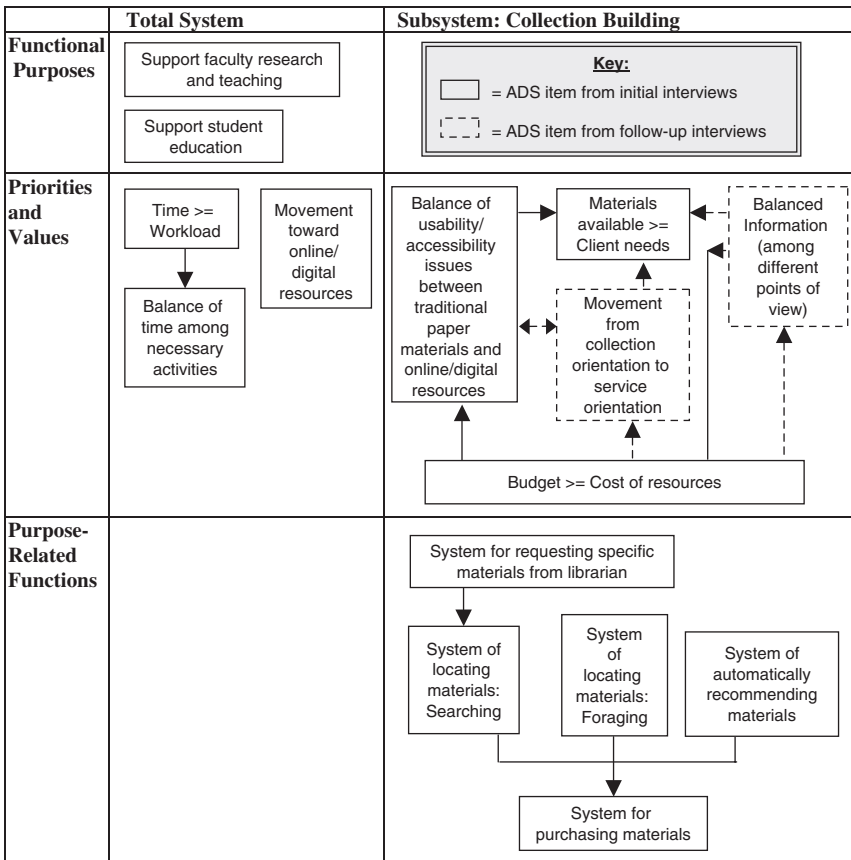 Total System
Subsystem: Collection Building
Functional
Purposes
Support faculty research
and teaching
Support student
education
Key:
= ADS item from initial interviews
= ADS item from follow-up interviews
Priorities
and
Values
Time >=
Workload
Balance of
time among
necessary
activities
Movement
toward
online/
digital
resources
Balance of
usability/
accessibility
issues
between
traditional
paper
materials and
online/digital
resources
Materials
available >=
Client needs
Movement
from
collection
orientation to
service
orientation
Balanced
Information
(among
different
points of
view)
Budget >= Cost of resources
Purpose-
Related
Functions
System for requesting specific
materials from librarian
System of
locating
materials:
Searching
System
of
locating
materials:
Foraging
System of
automatically
recommending
materials
System for
purchasing materials